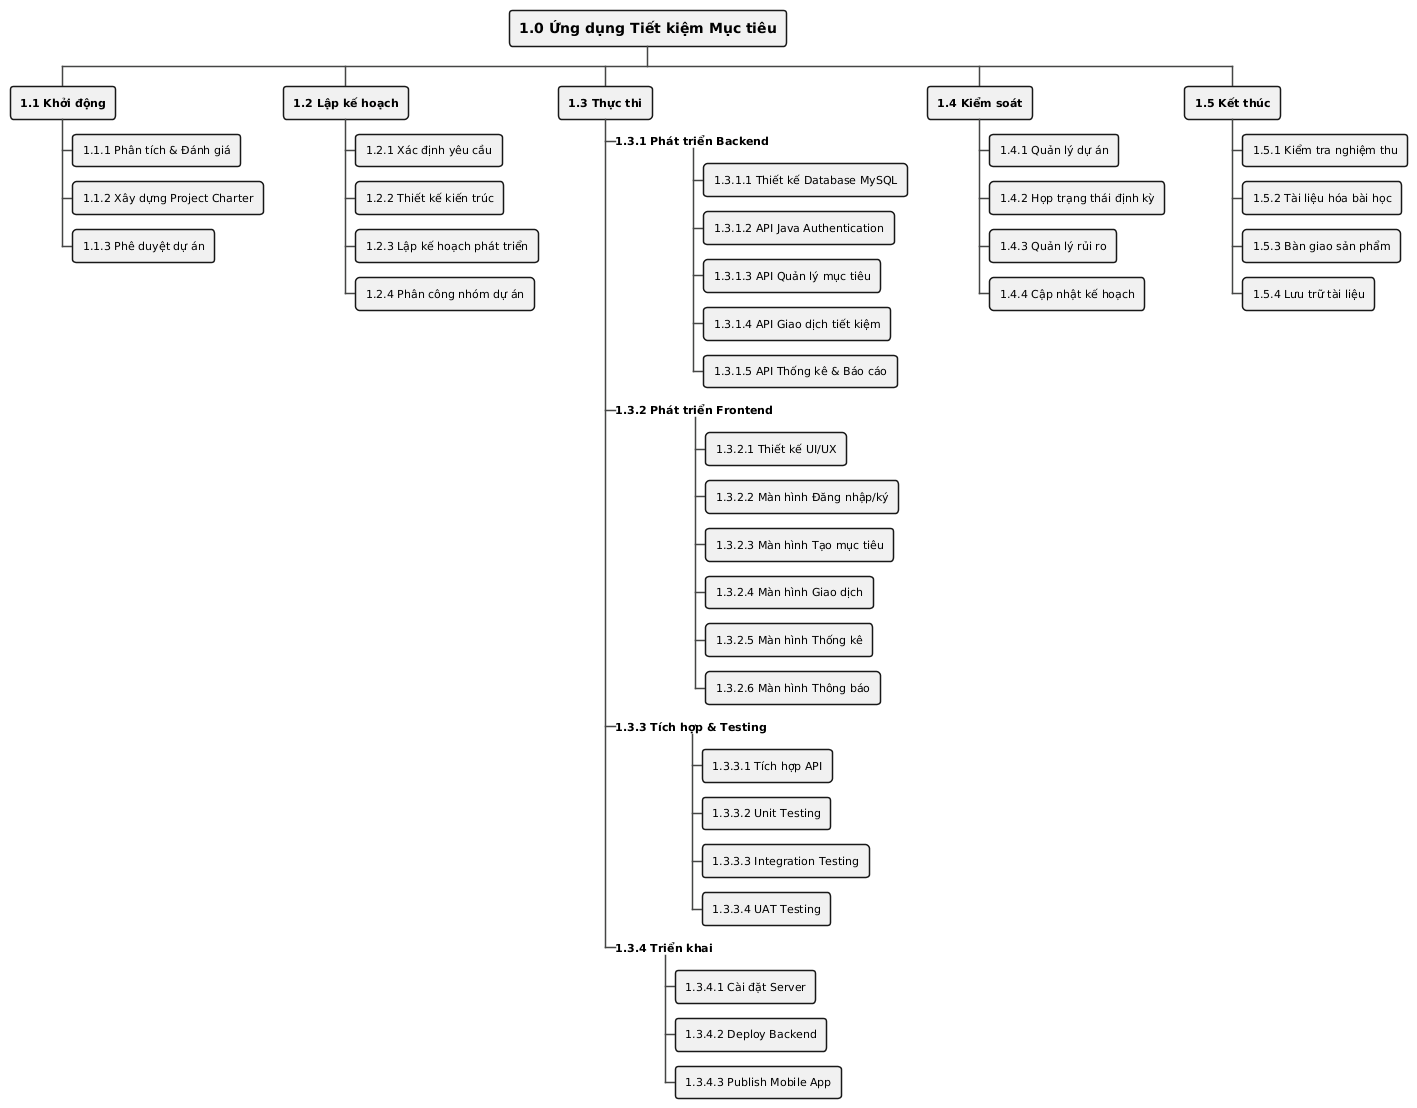 1.0 Ứng dụng Tiết kiệm Mục tiêu
1.1 Khởi động
1.1.1 Phân tích & Đánh giá
1.1.2 Xây dựng Project Charter
1.1.3 Phê duyệt dự án
1.2 Lập kế hoạch
1.2.1 Xác định yêu cầu
1.2.2 Thiết kế kiến trúc
1.2.3 Lập kế hoạch phát triển
1.2.4 Phân công nhóm dự án
1.3 Thực thi
1.3.1 Phát triển Backend
1.3.1.1 Thiết kế Database MySQL
1.3.1.2 API Java Authentication
1.3.1.3 API Quản lý mục tiêu
1.3.1.4 API Giao dịch tiết kiệm
1.3.1.5 API Thống kê & Báo cáo
1.3.2 Phát triển Frontend
1.3.2.1 Thiết kế UI/UX
1.3.2.2 Màn hình Đăng nhập/ký
1.3.2.3 Màn hình Tạo mục tiêu
1.3.2.4 Màn hình Giao dịch
1.3.2.5 Màn hình Thống kê
1.3.2.6 Màn hình Thông báo
1.3.3 Tích hợp & Testing
1.3.3.1 Tích hợp API
1.3.3.2 Unit Testing
1.3.3.3 Integration Testing
1.3.3.4 UAT Testing
1.3.4 Triển khai
1.3.4.1 Cài đặt Server
1.3.4.2 Deploy Backend
1.3.4.3 Publish Mobile App
1.4 Kiểm soát
1.4.1 Quản lý dự án
1.4.2 Họp trạng thái định kỳ
1.4.3 Quản lý rủi ro
1.4.4 Cập nhật kế hoạch
1.5 Kết thúc
1.5.1 Kiểm tra nghiệm thu
1.5.2 Tài liệu hóa bài học
1.5.3 Bàn giao sản phẩm
1.5.4 Lưu trữ tài liệu